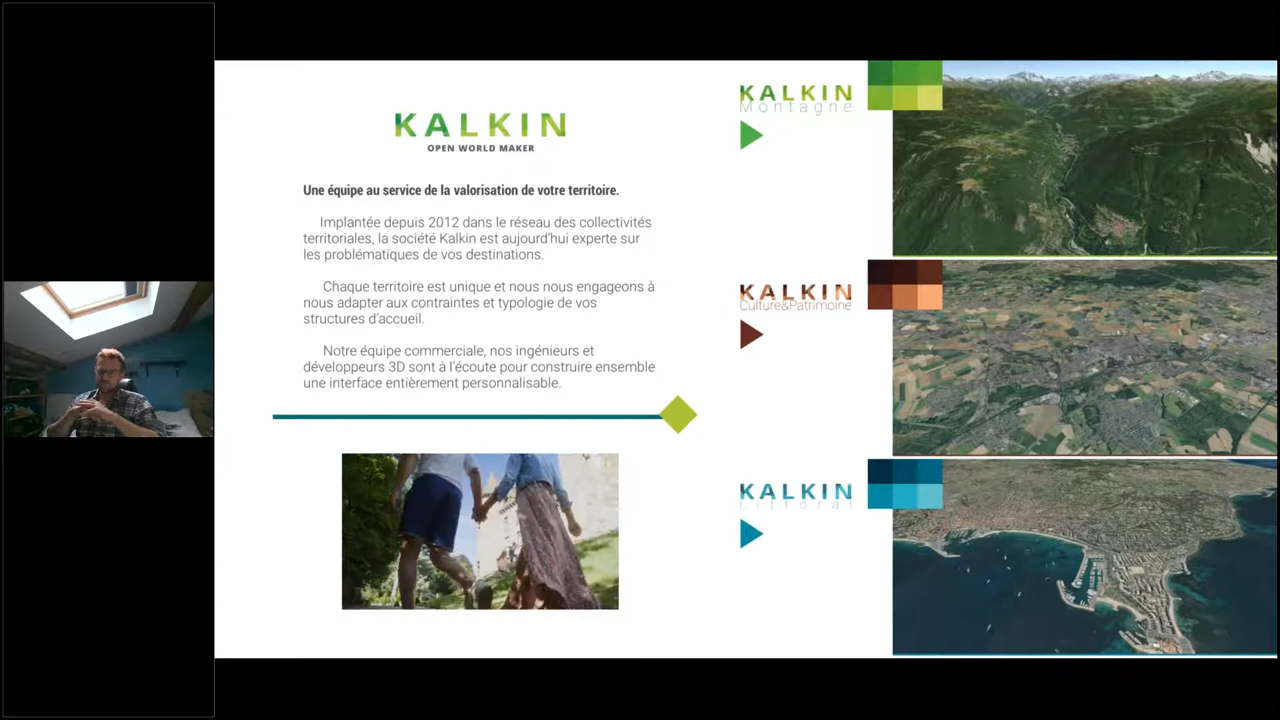 KALKIN
OPEN WORLD MAKER
Une équipe au service de la valorisation de votre territoire.
Implantée depuis 2012 dans le réseau des collectivités
territoriales, la société Kalkin est aujourd'hui experte sur
les problématiques de vos destinations.
Chaque territoire est unique et nous nous engageons à
nous adapter aux contraintes et typologie de vos
structures d'accueil.
Notre équipe commerciale, nos ingénieurs et
développeurs 3D sont à l'écoute pour construire ensemble
une interface entièrement personnalisable.
KALKIN
Montagne
KALKIN
Culture&Patrimoine
KALKIN
Littoral